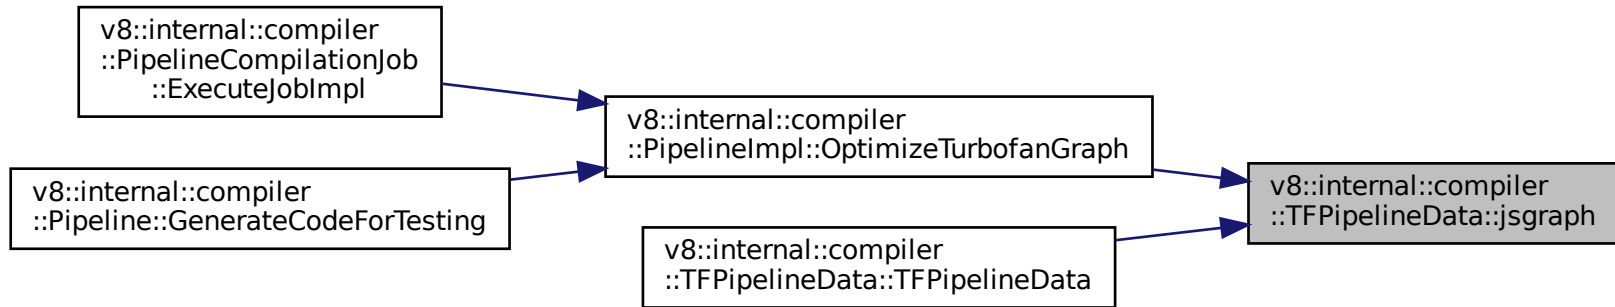 v8::internal::compiler
::PipelineCompilationJob
::ExecuteJobImpl
v8::internal::compiler
::Pipeline::GenerateCodeForTesting
v8::internal::compiler
::PipelineImpl::OptimizeTurbofanGraph
v8::internal::compiler
::TFPipelineData::TFPipelineData
v8::internal::compiler
::TFPipelineData::jsgraph